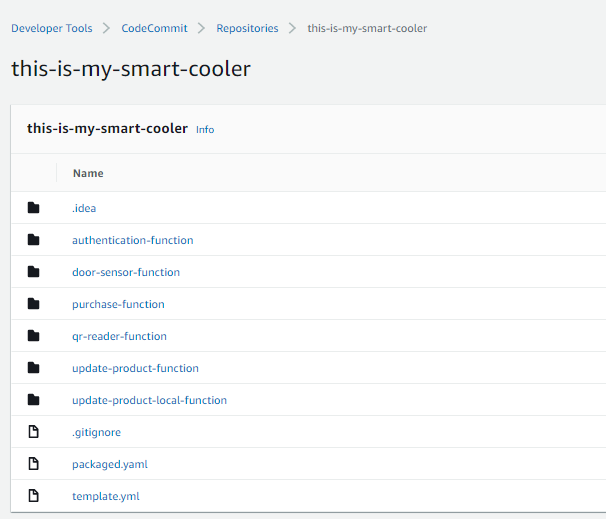 Developer Tools > CodeCommit > Repositories > this-is-my-smart-cooler
this-is-my-smart-cooler
this-is-my-smart-cooler Info
Name
.idea
authentication-function
door-sensor-function
purchase-function
qr-reader-function
update-product-function
update-product-local-function
.gitignore
packaged.yaml
template.yml